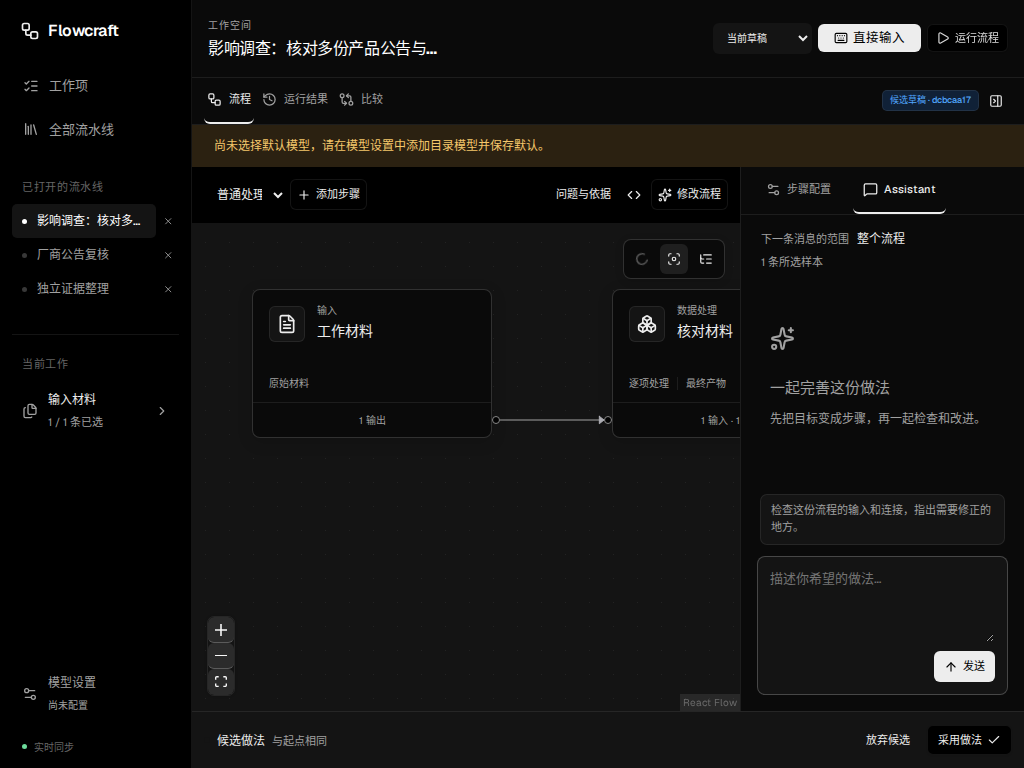 Flowcraft
工作项
全部流水线
已打开的流水线
影响调查：核对多…
厂商公告复核
独立证据整理
当前工作
输入材料
1 / 1 条已选
模型设置
尚未配置
实时同步
工作空间
影响调查：核对多份产品公告与…
当前草稿
直接输入
运行流程
流程
运行结果
比较
候选草稿 · dcbcaa17
尚未选择默认模型，请在模型设置中添加目录模型并保存默认。
普通处理
添加步骤
问题与依据
修改流程
输入
工作材料
原始材料
1 输出
数据处理
核对材料
逐项处理
最终产物
1 输入 · 1
React Flow
步骤配置
Assistant
下一条消息的范围 整个流程
1 条所选样本
一起完善这份做法
先把目标变成步骤，再一起检查和改进。
检查这份流程的输入和连接，指出需要修正的
地方。
描述你希望的做法…
发送
候选做法 与起点相同
放弃候选
采用做法